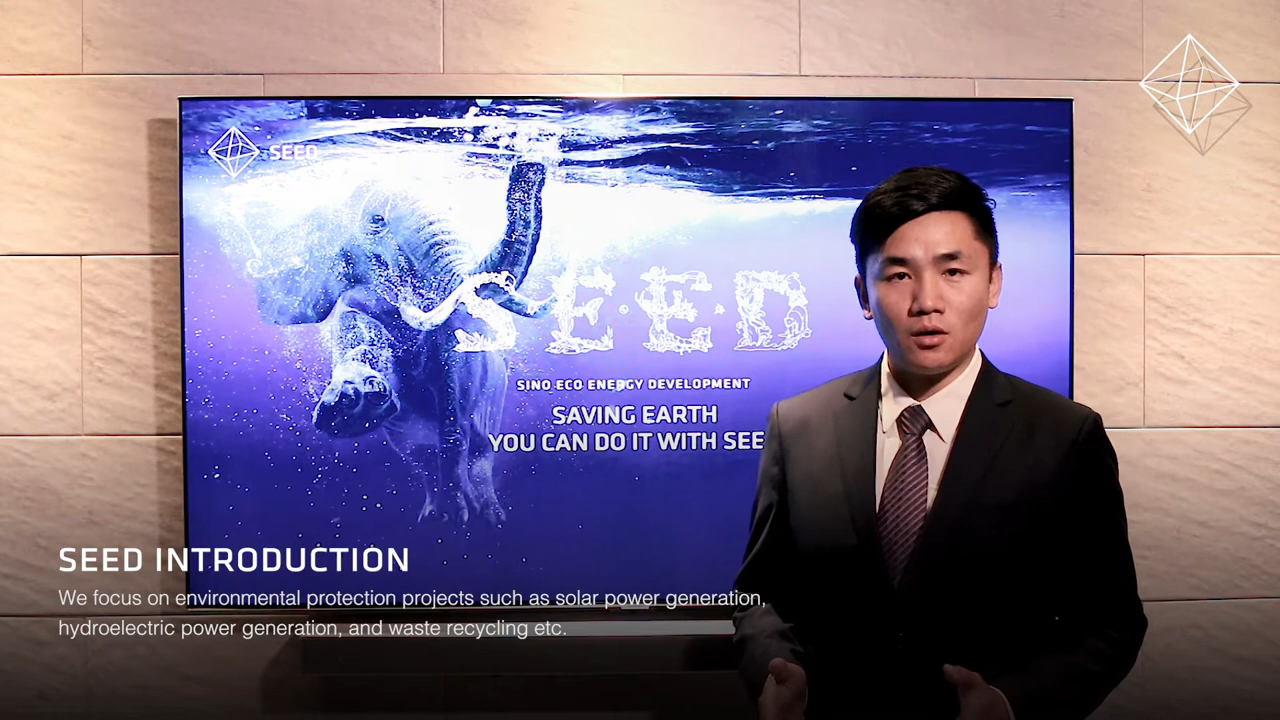 SEED
S·E·E·D
SINO ECO ENERGY DEVELOPMENT
SAVING EARTH
YOU CAN DO IT WITH SEE
SEED INTRODUCTION
We focus on environmental protection projects such as solar power generation,
hydroelectric power generation, and waste recycling etc.